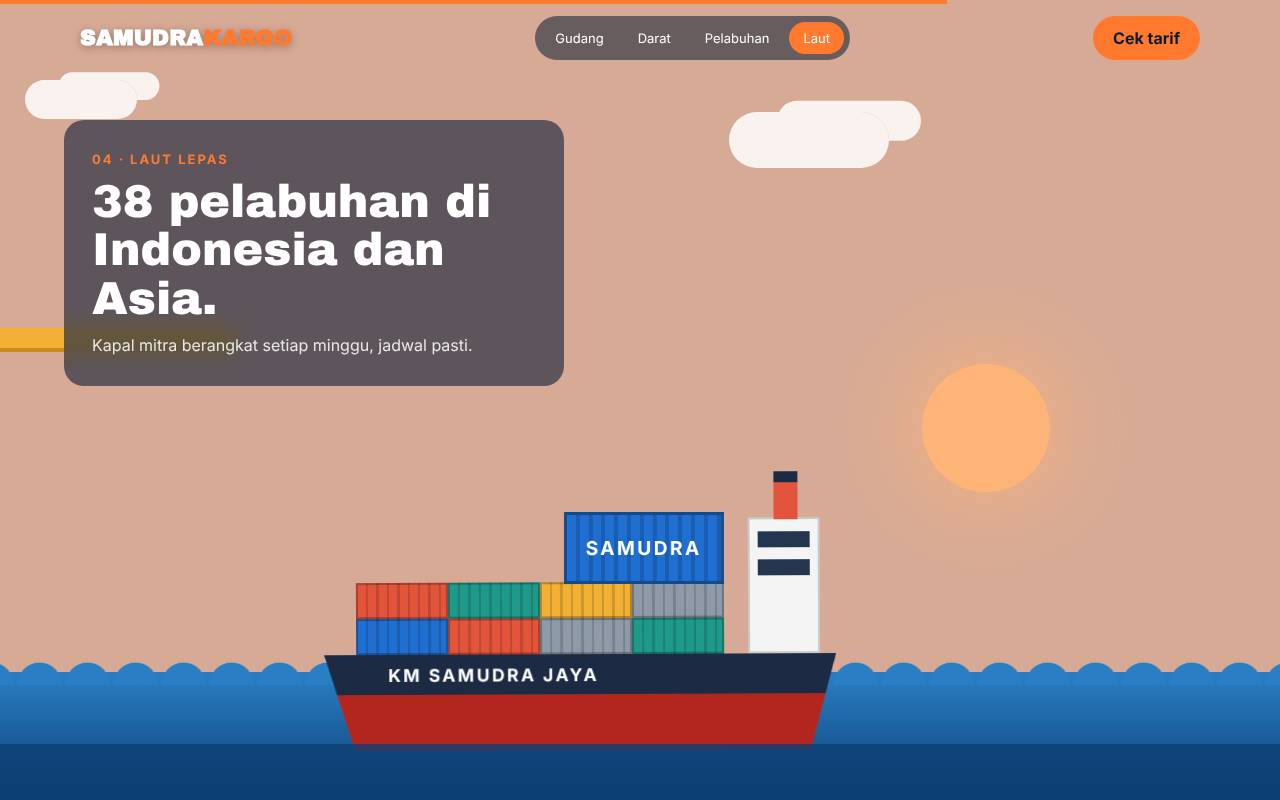 SAMUDRAKARGO
Gudang Darat Pelabuhan Laut
Cek tarif
04 · LAUT LEPAS
38 pelabuhan di
Indonesia dan
Asia.
Kapal mitra berangkat setiap minggu, jadwal pasti.
SAMUDRA
KM SAMUDRA JAYA